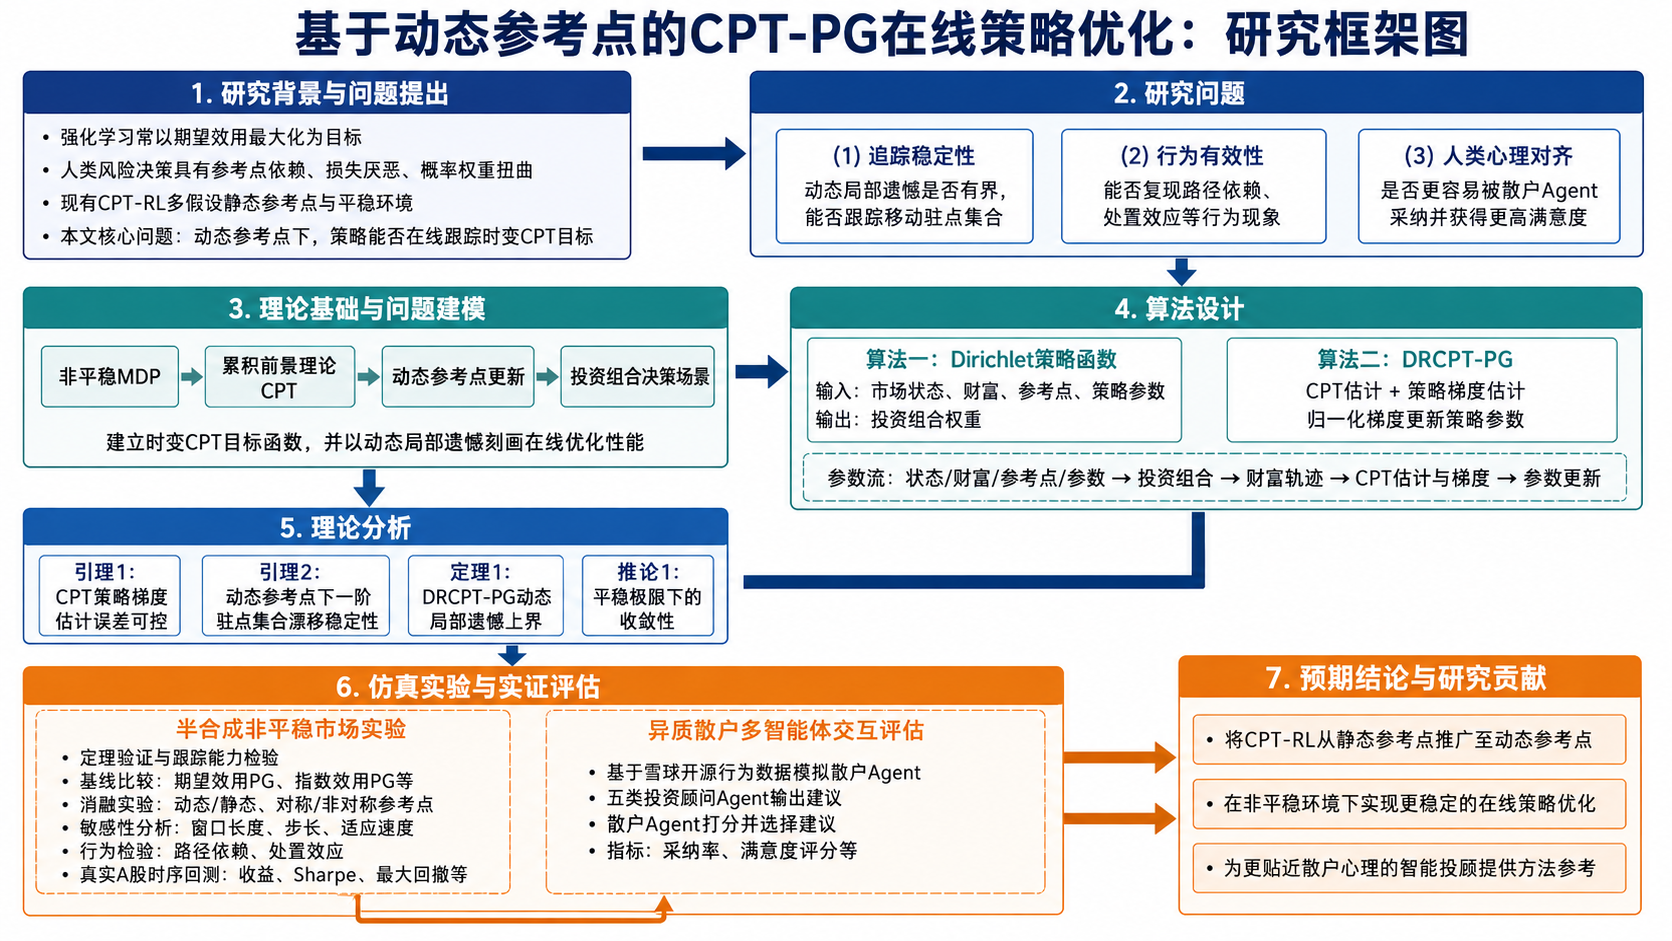 基于动态参考点的CPT-PG在线策略优化：研究框架图
1. 研究背景与问题提出
• 强化学习常以期望效用最大化为目标
• 人类风险决策具有参考点依赖、损失厌恶、概率权重扭曲
• 现有CPT-RL多假设静态参考点与平稳环境
• 本文核心问题：动态参考点下，策略能否在线跟踪时变CPT目标
2. 研究问题
(1) 追踪稳定性
动态局部遗憾是否有界，
能否跟踪移动驻点集合
(2) 行为有效性
能否复现路径依赖、
处置效应等行为现象
(3) 人类心理对齐
是否更容易被散户Agent
采纳并获得更高满意度
3. 理论基础与问题建模
非平稳MDP
累积前景理论
CPT
动态参考点更新
投资组合决策场景
建立时变CPT目标函数，并以动态局部遗憾刻画在线优化性能
4. 算法设计
算法一：Dirichlet策略函数
输入：市场状态、财富、参考点、策略参数
输出：投资组合权重
算法二：DRCPT-PG
CPT估计 + 策略梯度估计
归一化梯度更新策略参数
参数流：状态/财富/参考点/参数 → 投资组合 → 财富轨迹 → CPT估计与梯度 → 参数更新
5. 理论分析
引理1：
CPT策略梯度
估计误差可控
引理2：
动态参考点下一阶
驻点集合漂移稳定性
定理1：
DRCPT-PG动态
局部遗憾上界
推论1：
平稳极限下的
收敛性
6. 仿真实验与实证评估
半合成非平稳市场实验
• 定理验证与跟踪能力检验
• 基线比较：期望效用PG、指数效用PG等
• 消融实验：动态/静态、对称/非对称参考点
• 敏感性分析：窗口长度、步长、适应速度
• 行为检验：路径依赖、处置效应
• 真实A股时序回测：收益、Sharpe、最大回撤等
异质散户多智能体交互评估
• 基于雪球开源行为数据模拟散户Agent
• 五类投资顾问Agent输出建议
• 散户Agent打分并选择建议
• 指标：采纳率、满意度评分等
7. 预期结论与研究贡献
• 将CPT-RL从静态参考点推广至动态参考点
• 在非平稳环境下实现更稳定的在线策略优化
• 为更贴近散户心理的智能投顾提供方法参考